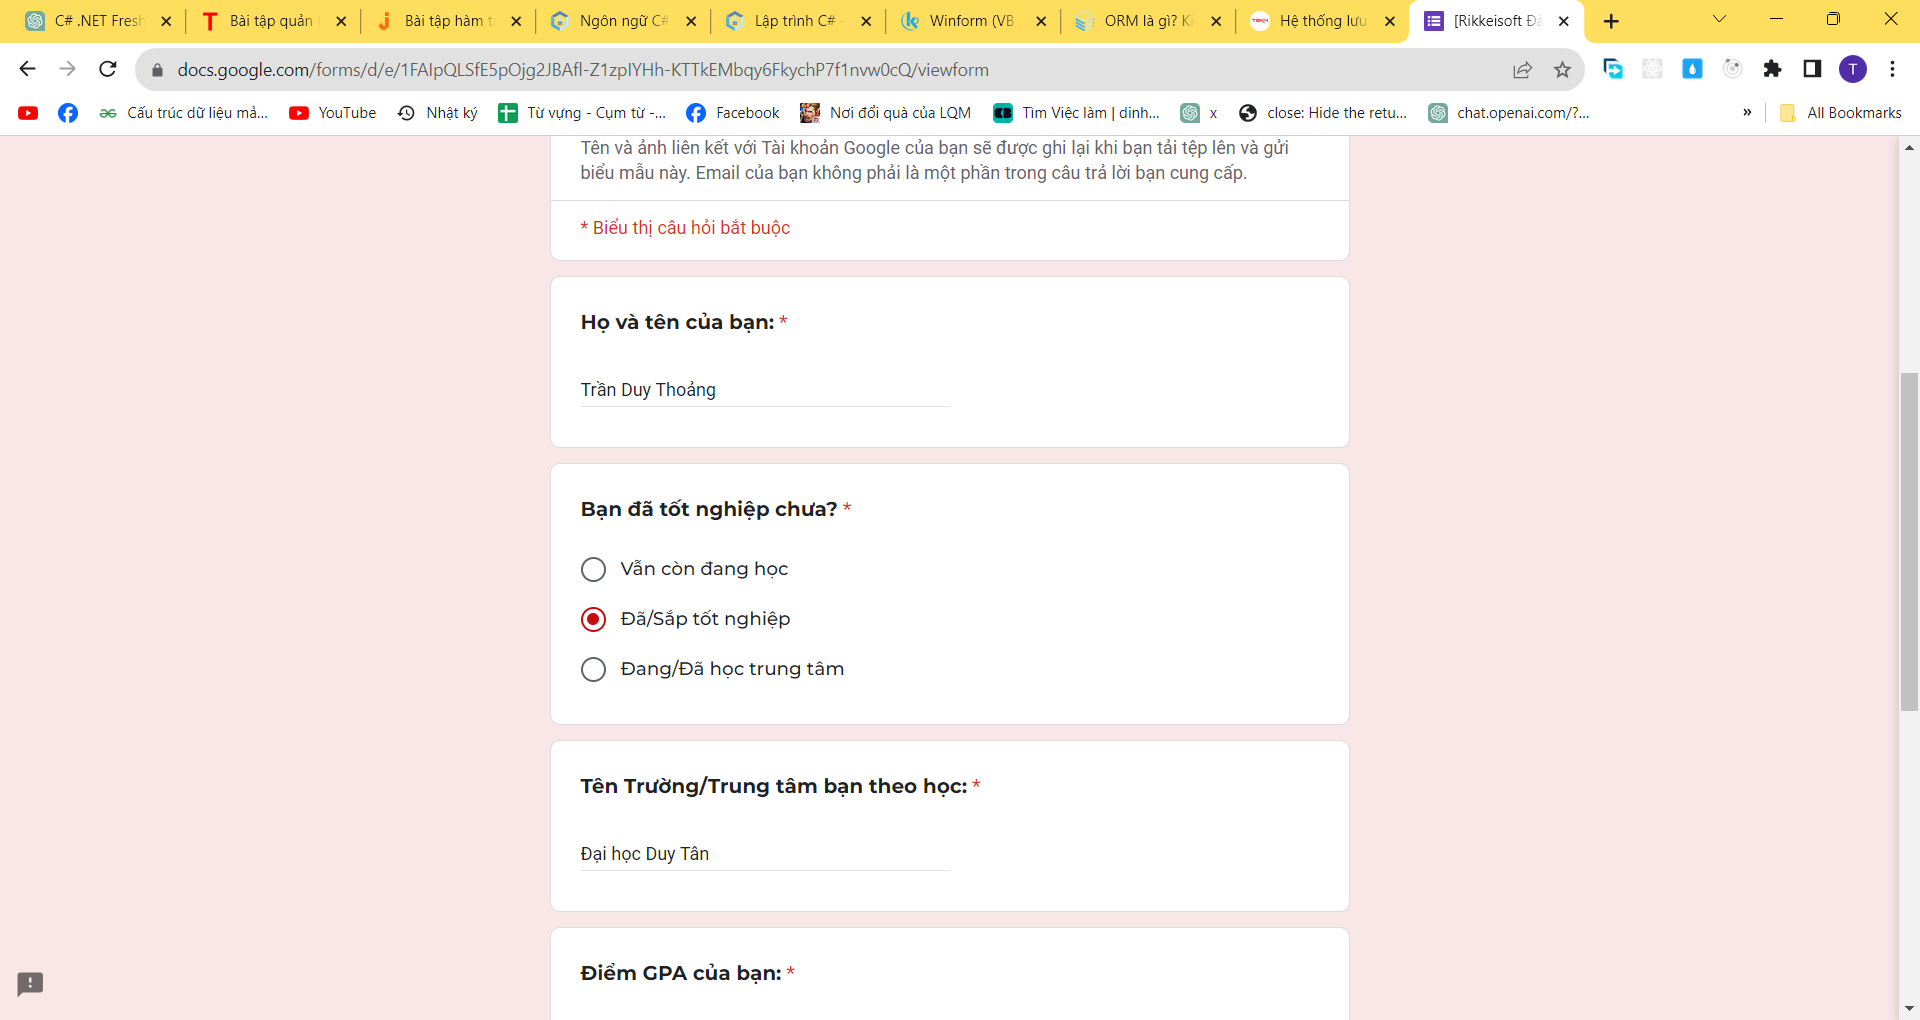 C# .NET Fresh
Bài tập quản
Bài tập hàm t
Ngôn ngữ C#
Lập trình C# -
Winform (VB
ORM là gì? Ki
Hệ thống lưu
[Rikkeisoft Đà
docs.google.com/forms/d/e/1FAIpQLSfE5pOjg2JBAfl-Z1zpIYHh-KTTkEMbqy6FkychP7f1nvw0cQ/viewform
T
Cấu trúc dữ liệu mả...
YouTube
Nhật ký
Từ vựng - Cụm từ -...
Facebook
Nơi đổi quà của LQM
Tìm Việc làm | dinh...
x
close: Hide the retu...
chat.openai.com/?...
»
All Bookmarks
Tên và ảnh liên kết với Tài khoản Google của bạn sẽ được ghi lại khi bạn tải tệp lên và gửi
biểu mẫu này. Email của bạn không phải là một phần trong câu trả lời bạn cung cấp.
* Biểu thị câu hỏi bắt buộc
Họ và tên của bạn: *
Trần Duy Thoảng
Bạn đã tốt nghiệp chưa? *
Vẫn còn đang học
Đã/Sắp tốt nghiệp
Đang/Đã học trung tâm
Tên Trường/Trung tâm bạn theo học: *
Đại học Duy Tân
Điểm GPA của bạn: *